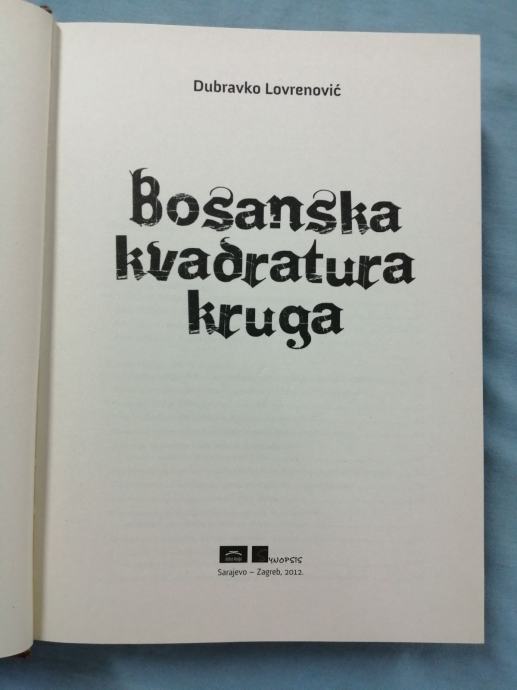 Dubravko Lovrenović
Bosanska
kvadratura
kruga
SYNOPSIS
Sarajevo – Zagreb, 2012.